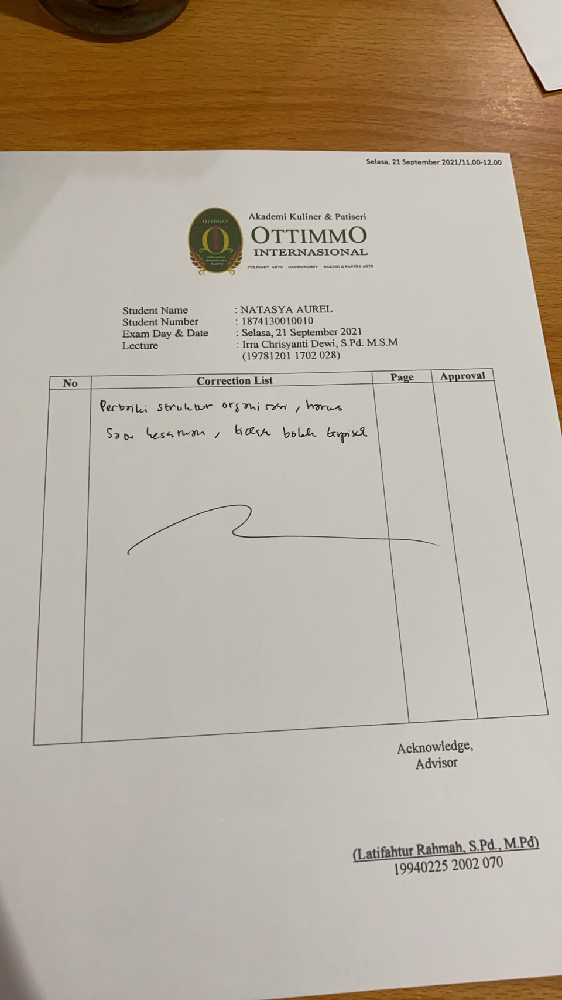 Selasa, 21 September 2021/11.00-12.00
OTTIMMO
Akademi Kuliner & Patiseri
OTTIMMO
INTERNASIONAL
CULINARY ARTS · GASTRONOMY · BAKING & PASTRY ARTS
Student Name : NATASYA AUREL
Student Number : 1874130010010
Exam Day & Date : Selasa, 21 September 2021
Lecture : Irra Chrisyanti Dewi, S.Pd. M.S.M
(19781201 1702 028)
No Correction List Page Approval
Perbaiki struktur organisasi, harus
Satu kesatuan, tidak boleh terpisah
Acknowledge,
Advisor
(Latifahtur Rahmah, S.Pd., M.Pd)
19940225 2002 070